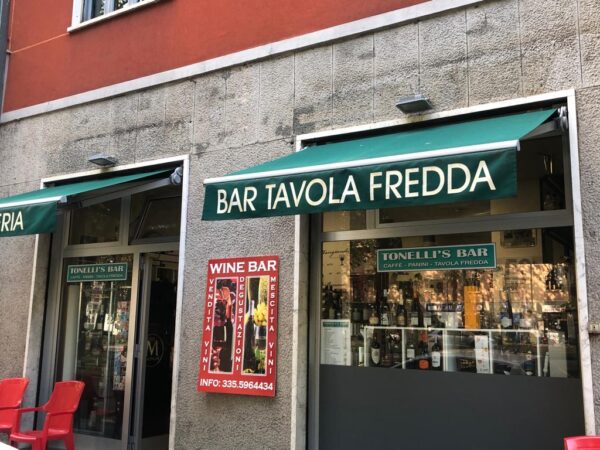 ERIA
BAR TAVOLA FREDDA
TONELLI'S BAR
CAFFÈ - PANINI - TAVOLA FREDDA
TONELLI'S BAR
CAFFÈ - PANINI - TAVOLA FREDDA
WINE BAR
VENDITA VINI
DEGUSTAZIONI
MESCITA VINI
INFO: 335.5964434
M